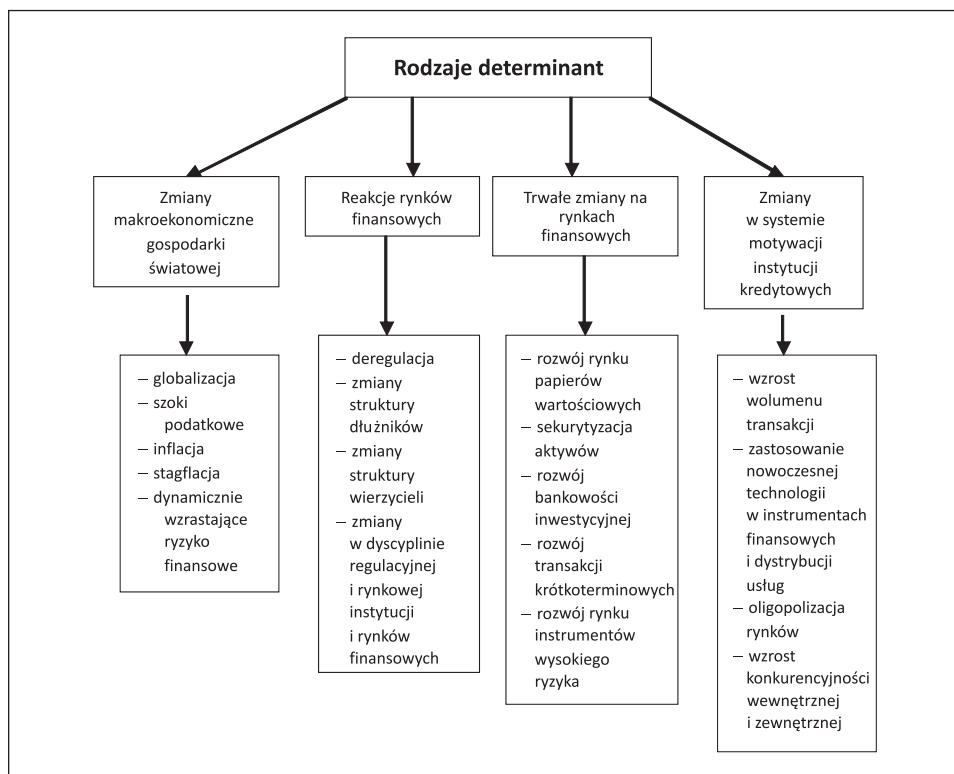 Rodzaje determinant
Zmiany
makroekonomiczne
gospodarki
światowej
Reakcje rynków
finansowych
Trwałe zmiany na
rynkach
finansowych
Zmiany
w systemie
motywacji
instytucji
kredytowych
– globalizacja
– szoki
podatkowe
– inflacja
– stagflacja
– dynamicznie
wzrastające
ryzyko
finansowe
– deregulacja
– zmiany
struktury
dłużników
– zmiany
struktury
wierzycieli
– zmiany
w dyscyplinie
regulacyjnej
i rynkowej
instytucji
i rynków
finansowych
– rozwój rynku
papierów
wartościowych
– sekurytyzacja
aktywów
– rozwój
bankowości
inwestycyjnej
– rozwój
transakcji
krótkoterminowych
– rozwój rynku
instrumentów
wysokiego
ryzyka
– wzrost
wolumenu
transakcji
– zastosowanie
nowoczesnej
technologii
w instrumentach
finansowych
i dystrybucji
usług
– oligopolizacja
rynków
– wzrost
konkurencyjności
wewnętrznej
i zewnętrznej